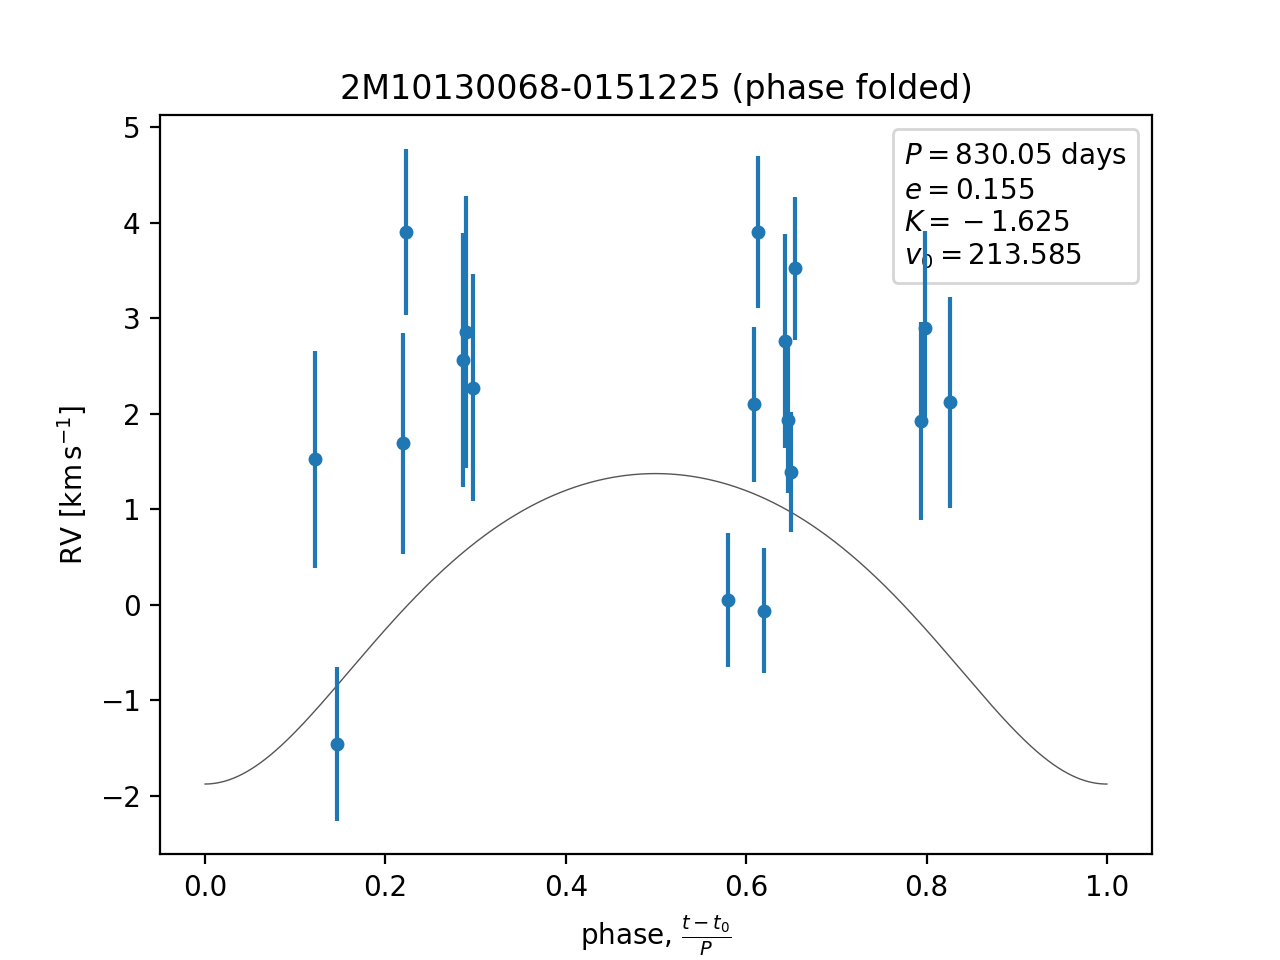 2M10130068-0151225 (phase folded)
P = 830.05 days
e = 0.155
K = −1.625
v₀ = 213.585
5
4
3
2
1
0
−1
−2
RV [km s⁻¹]
0.0 0.2 0.4 0.6 0.8 1.0
phase, (t − t₀)/P